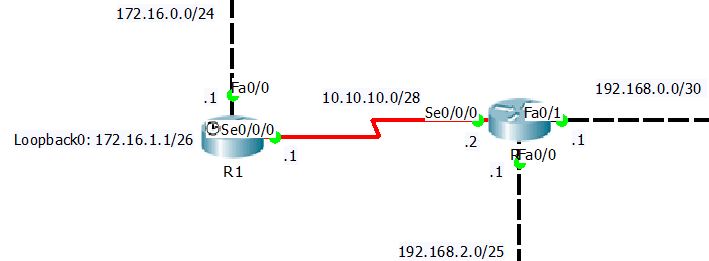 172.16.0.0/24
Fa0/0
.1
10.10.10.0/28
192.168.0.0/30
Se0/0/0
Fa0/1
Loopback0: 172.16.1.1/26
Se0/0/0
.1
.2
.1
R1
Fa0/0
.1
192.168.2.0/25